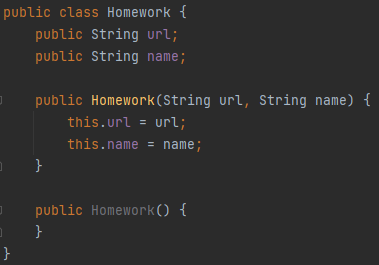 public class Homework {
    public String url;
    public String name;

    public Homework(String url, String name) {
        this.url = url;
        this.name = name;
    }

    public Homework() {
    }
}